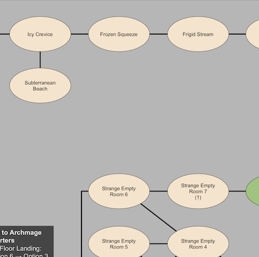 Icy Crevice
Frozen Squeeze
Frigid Stream
Subterranean
Beach
Strange Empty
Room 6
Strange Empty
Room 7
(1)
Strange Empty
Room 5
Strange Empty
Room 4
to Archmage
rters
Floor Landing:
on 6 -- Option 3